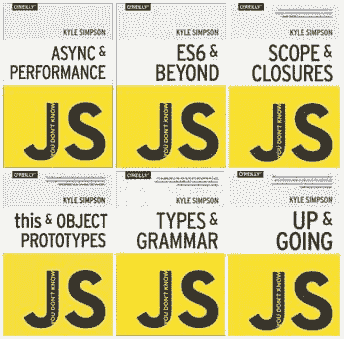 O'REILLY
KYLE SIMPSON
ASYNC &
PERFORMANCE
YOU DON'T KNOW
JS
O'REILLY
KYLE SIMPSON
ES6 &
BEYOND
YOU DON'T KNOW
JS
O'REILLY
KYLE SIMPSON
SCOPE &
CLOSURES
YOU DON'T KNOW
JS
O'REILLY
KYLE SIMPSON
this & OBJECT
PROTOTYPES
YOU DON'T KNOW
JS
O'REILLY
KYLE SIMPSON
TYPES &
GRAMMAR
YOU DON'T KNOW
JS
O'REILLY
KYLE SIMPSON
UP &
GOING
YOU DON'T KNOW
JS